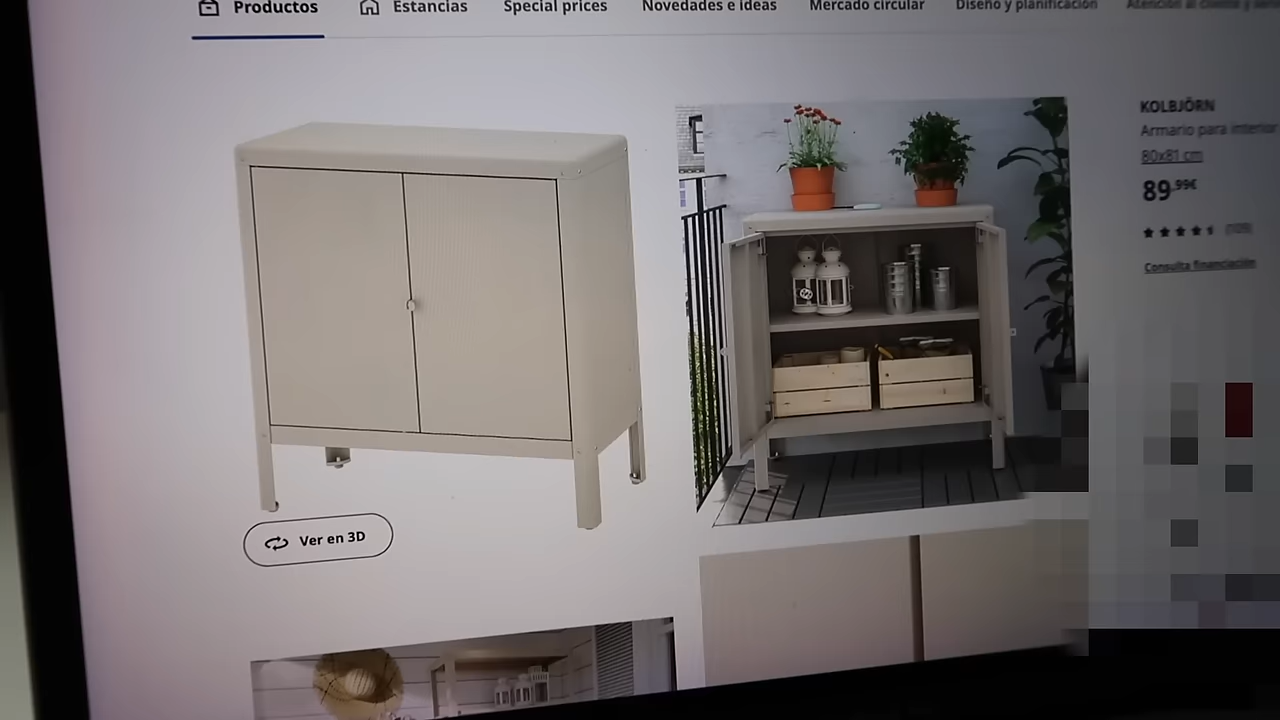 Productos Estancias Special prices Novedades e ideas Mercado circular Diseño y planificación
KOLBJÖRN
Armario para interior
80x81 cm
89,99€
(109)
Consulta financiación
Ver en 3D